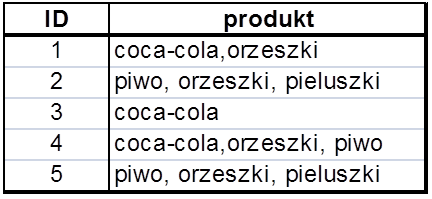 ID produkt
1 coca-cola,orzeszki
2 piwo, orzeszki, pieluszki
3 coca-cola
4 coca-cola,orzeszki, piwo
5 piwo, orzeszki, pieluszki